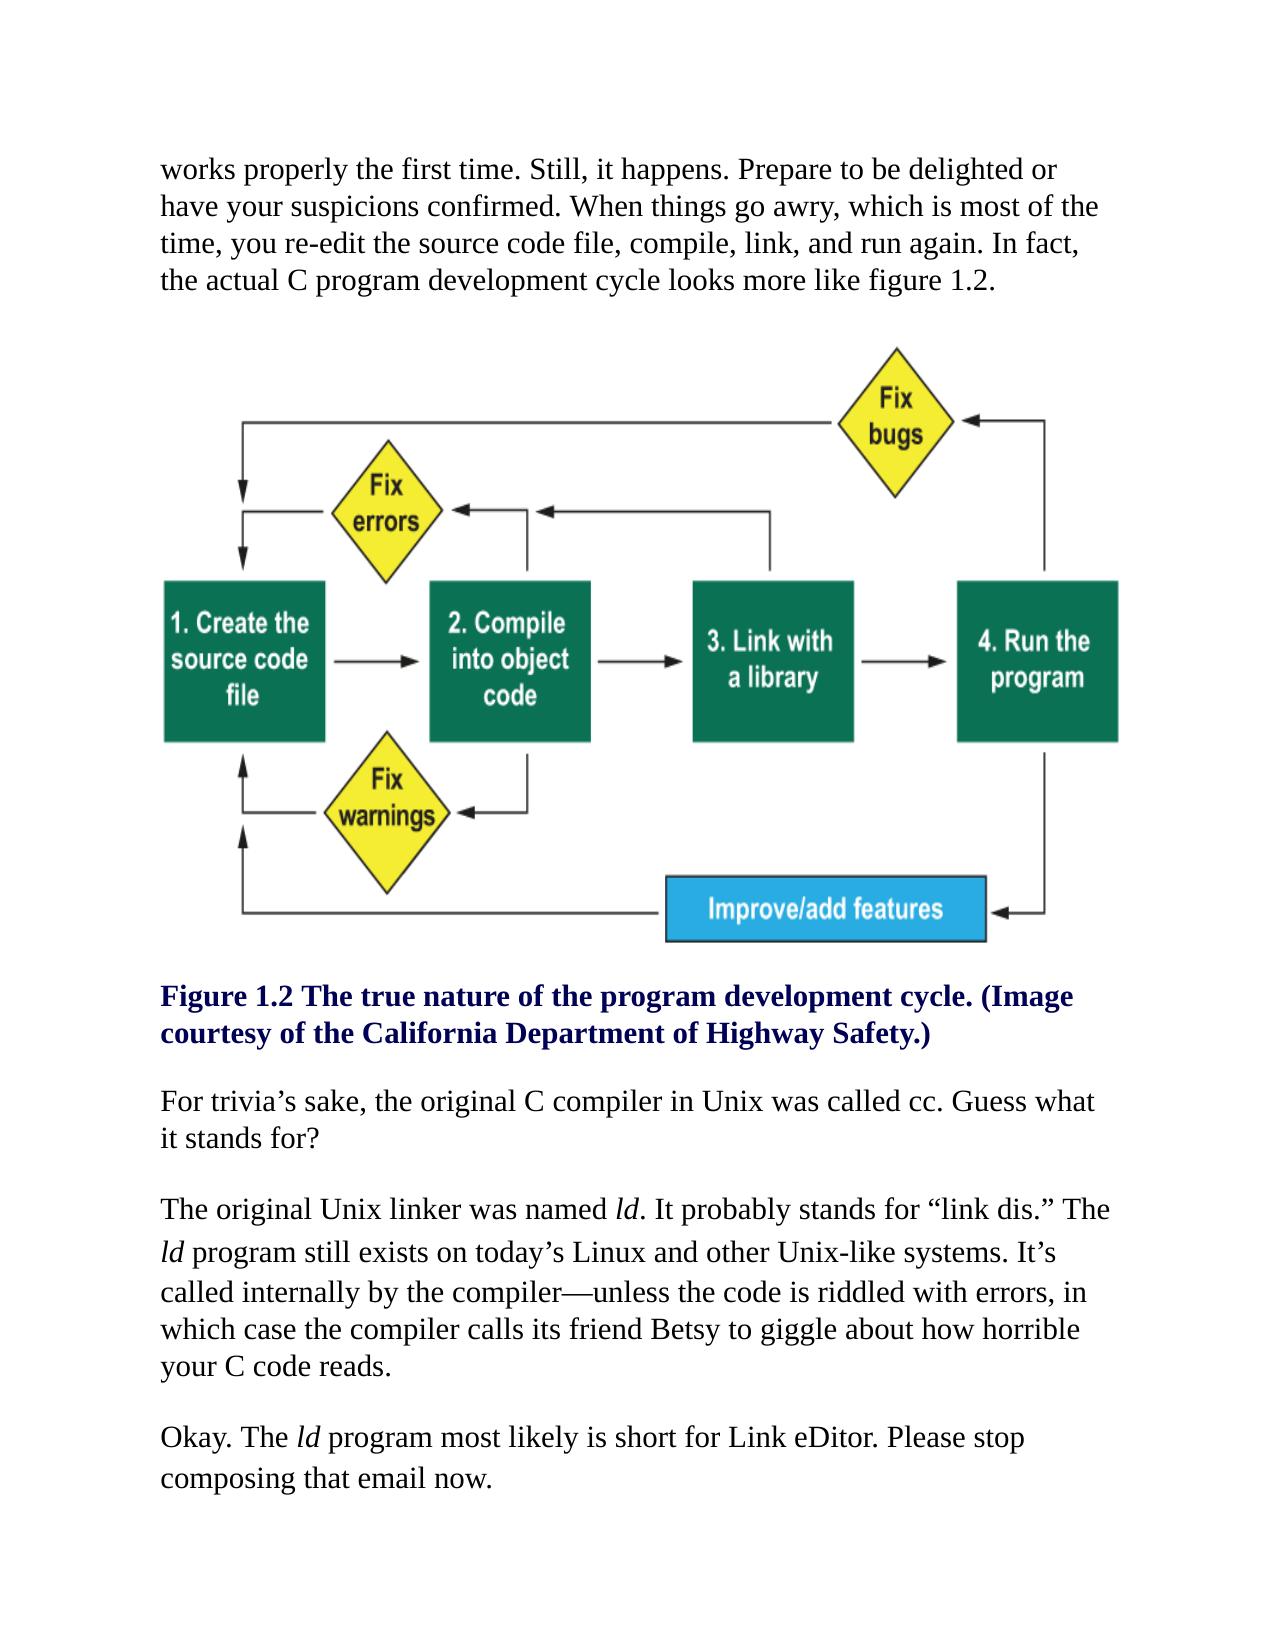 works properly the first time. Still, it happens. Prepare to be delighted or
have your suspicions confirmed. When things go awry, which is most of the
time, you re-edit the source code file, compile, link, and run again. In fact,
the actual C program development cycle looks more like figure 1.2.
Fix
bugs
Fix
errors
1. Create the
source code
file
2. Compile
into object
code
3. Link with
a library
4. Run the
program
Fix
warnings
Improve/add features
Figure 1.2 The true nature of the program development cycle. (Image
courtesy of the California Department of Highway Safety.)
For trivia’s sake, the original C compiler in Unix was called cc. Guess what
it stands for?
The original Unix linker was named ld. It probably stands for “link dis.” The
ld program still exists on today’s Linux and other Unix-like systems. It’s
called internally by the compiler—unless the code is riddled with errors, in
which case the compiler calls its friend Betsy to giggle about how horrible
your C code reads.
Okay. The ld program most likely is short for Link eDitor. Please stop
composing that email now.